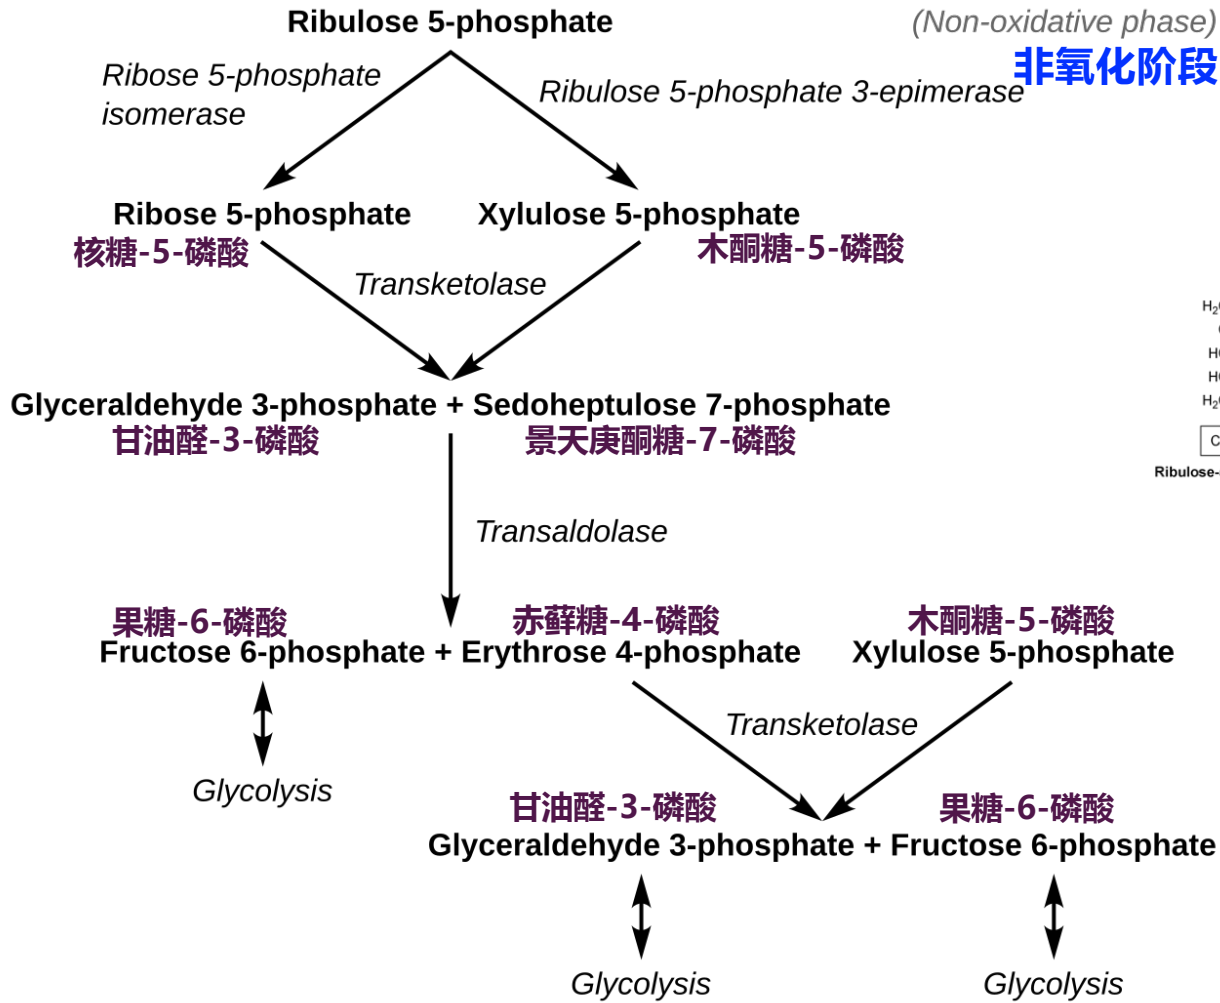 Ribulose 5-phosphate
(Non-oxidative phase)
非氧化阶段
Ribose 5-phosphate
isomerase
Ribulose 5-phosphate 3-epimerase
Ribose 5-phosphate
Xylulose 5-phosphate
核糖-5-磷酸
木酮糖-5-磷酸
Transketolase
H₂
HO
HO
H₂
C
Ribulose-
Glyceraldehyde 3-phosphate + Sedoheptulose 7-phosphate
甘油醛-3-磷酸
景天庚酮糖-7-磷酸
Transaldolase
果糖-6-磷酸
赤藓糖-4-磷酸
木酮糖-5-磷酸
Fructose 6-phosphate + Erythrose 4-phosphate
Xylulose 5-phosphate
Transketolase
Glycolysis
甘油醛-3-磷酸
果糖-6-磷酸
Glyceraldehyde 3-phosphate + Fructose 6-phosphate
Glycolysis
Glycolysis